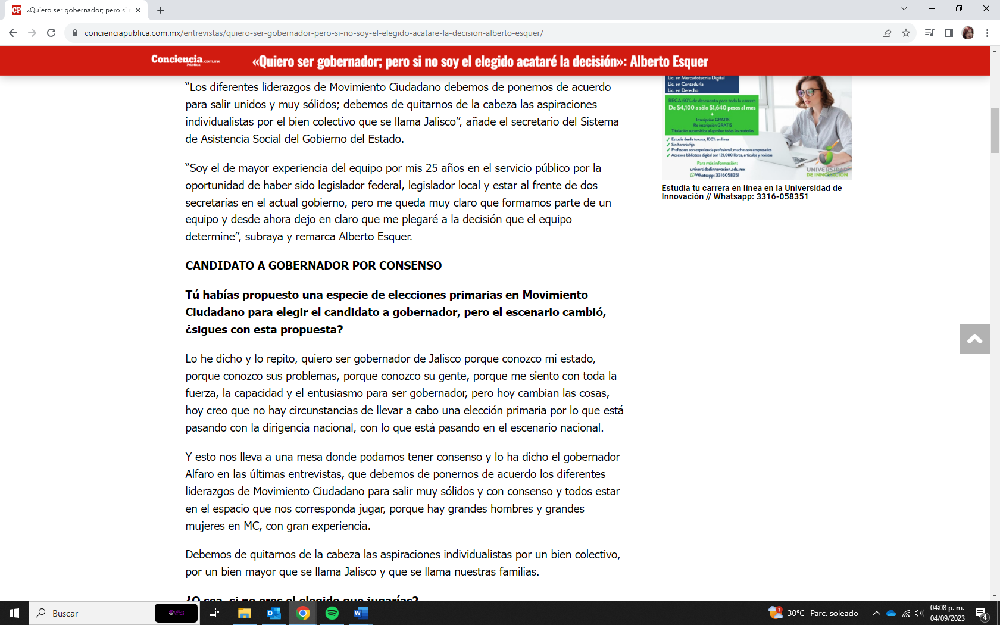 CP «Quiero ser gobernador; pero si
concienciapublica.com.mx/entrevistas/quiero-ser-gobernador-pero-si-no-soy-el-elegido-acatare-la-decision-alberto-esquer/
Conciencia.com.mx
Pública
«Quiero ser gobernador; pero si no soy el elegido acataré la decisión»: Alberto Esquer
“Los diferentes liderazgos de Movimiento Ciudadano debemos de ponernos de acuerdo
para salir unidos y muy sólidos; debemos de quitarnos de la cabeza las aspiraciones
individualistas por el bien colectivo que se llama Jalisco”, añade el secretario del Sistema
de Asistencia Social del Gobierno del Estado.
“Soy el de mayor experiencia del equipo por mis 25 años en el servicio público por la
oportunidad de haber sido legislador federal, legislador local y estar al frente de dos
secretarías en el actual gobierno, pero me queda muy claro que formamos parte de un
equipo y desde ahora dejo en claro que me plegaré a la decisión que el equipo
determine”, subraya y remarca Alberto Esquer.
CANDIDATO A GOBERNADOR POR CONSENSO
Tú habías propuesto una especie de elecciones primarias en Movimiento
Ciudadano para elegir el candidato a gobernador, pero el escenario cambió,
¿sigues con esta propuesta?
Lo he dicho y lo repito, quiero ser gobernador de Jalisco porque conozco mi estado,
porque conozco sus problemas, porque conozco su gente, porque me siento con toda la
fuerza, la capacidad y el entusiasmo para ser gobernador, pero hoy cambian las cosas,
hoy creo que no hay circunstancias de llevar a cabo una elección primaria por lo que está
pasando con la dirigencia nacional, con lo que está pasando en el escenario nacional.
Y esto nos lleva a una mesa donde podamos tener consenso y lo ha dicho el gobernador
Alfaro en las últimas entrevistas, que debemos de ponernos de acuerdo los diferentes
liderazgos de Movimiento Ciudadano para salir muy sólidos y con consenso y todos estar
en el espacio que nos corresponda jugar, porque hay grandes hombres y grandes
mujeres en MC, con gran experiencia.
Debemos de quitarnos de la cabeza las aspiraciones individualistas por un bien colectivo,
por un bien mayor que se llama Jalisco y que se llama nuestras familias.
¿O sea, si no eres el elegido que jugarías?
Lic. en Mercadotecnia Digital
Lic. en Contaduría
Lic. en Derecho
BECA 60% de descuento para toda la carrera
De $4,100 a sólo $1,640 pesos al mes
+
Inscripción GRATIS
Re inscripción GRATIS
Titulación automática al aprobar todas las materias
✓ Estudia desde tu casa, 100% en línea
✓ Sin horario fijo
✓ Profesores con experiencia profesional; muchos son empresarios
✓ Acceso a biblioteca digital con 121,000 libros, artículos y revistas
Para más información:
universidadinnovacion.edu.mx
Whatsapp: 3316058351
UNIVERSIDAD
DE INNOVACIÓN
Estudia tu carrera en línea en la Universidad de
Innovación // Whatsapp: 3316-058351
Buscar
30°C Parc. soleado
04:08 p. m.
04/09/2023
4
1